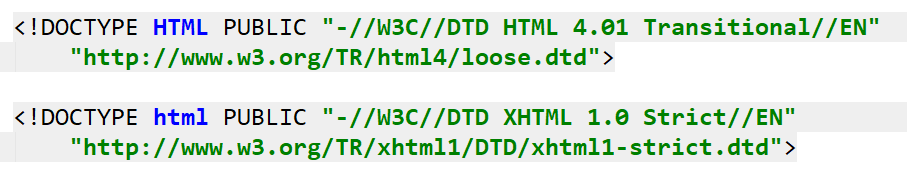 <!DOCTYPE HTML PUBLIC "-//W3C//DTD HTML 4.01 Transitional//EN"
"http://www.w3.org/TR/html4/loose.dtd">
<!DOCTYPE html PUBLIC "-//W3C//DTD XHTML 1.0 Strict//EN"
"http://www.w3.org/TR/xhtml1/DTD/xhtml1-strict.dtd">